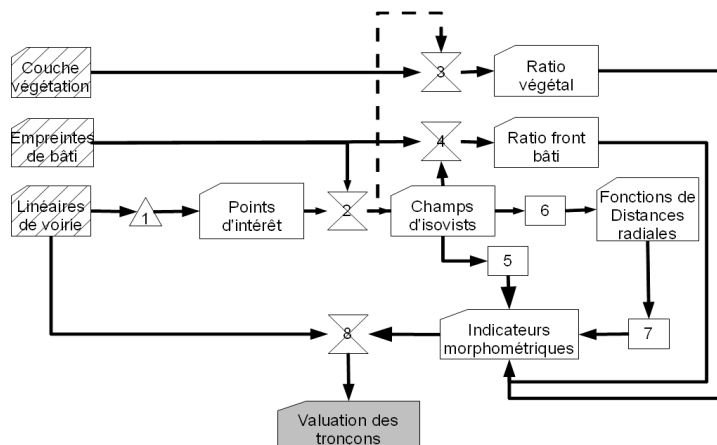 Couche
végétation
3
Ratio
végétal
Empreintes
de bâti
4
Ratio front
bâti
Linéaires
de voirie
1
Points
d'intérêt
2
Champs
d'isovists
6
Fonctions de
Distances
radiales
5
8
Indicateurs
morphométriques
7
Valuation des
troncons